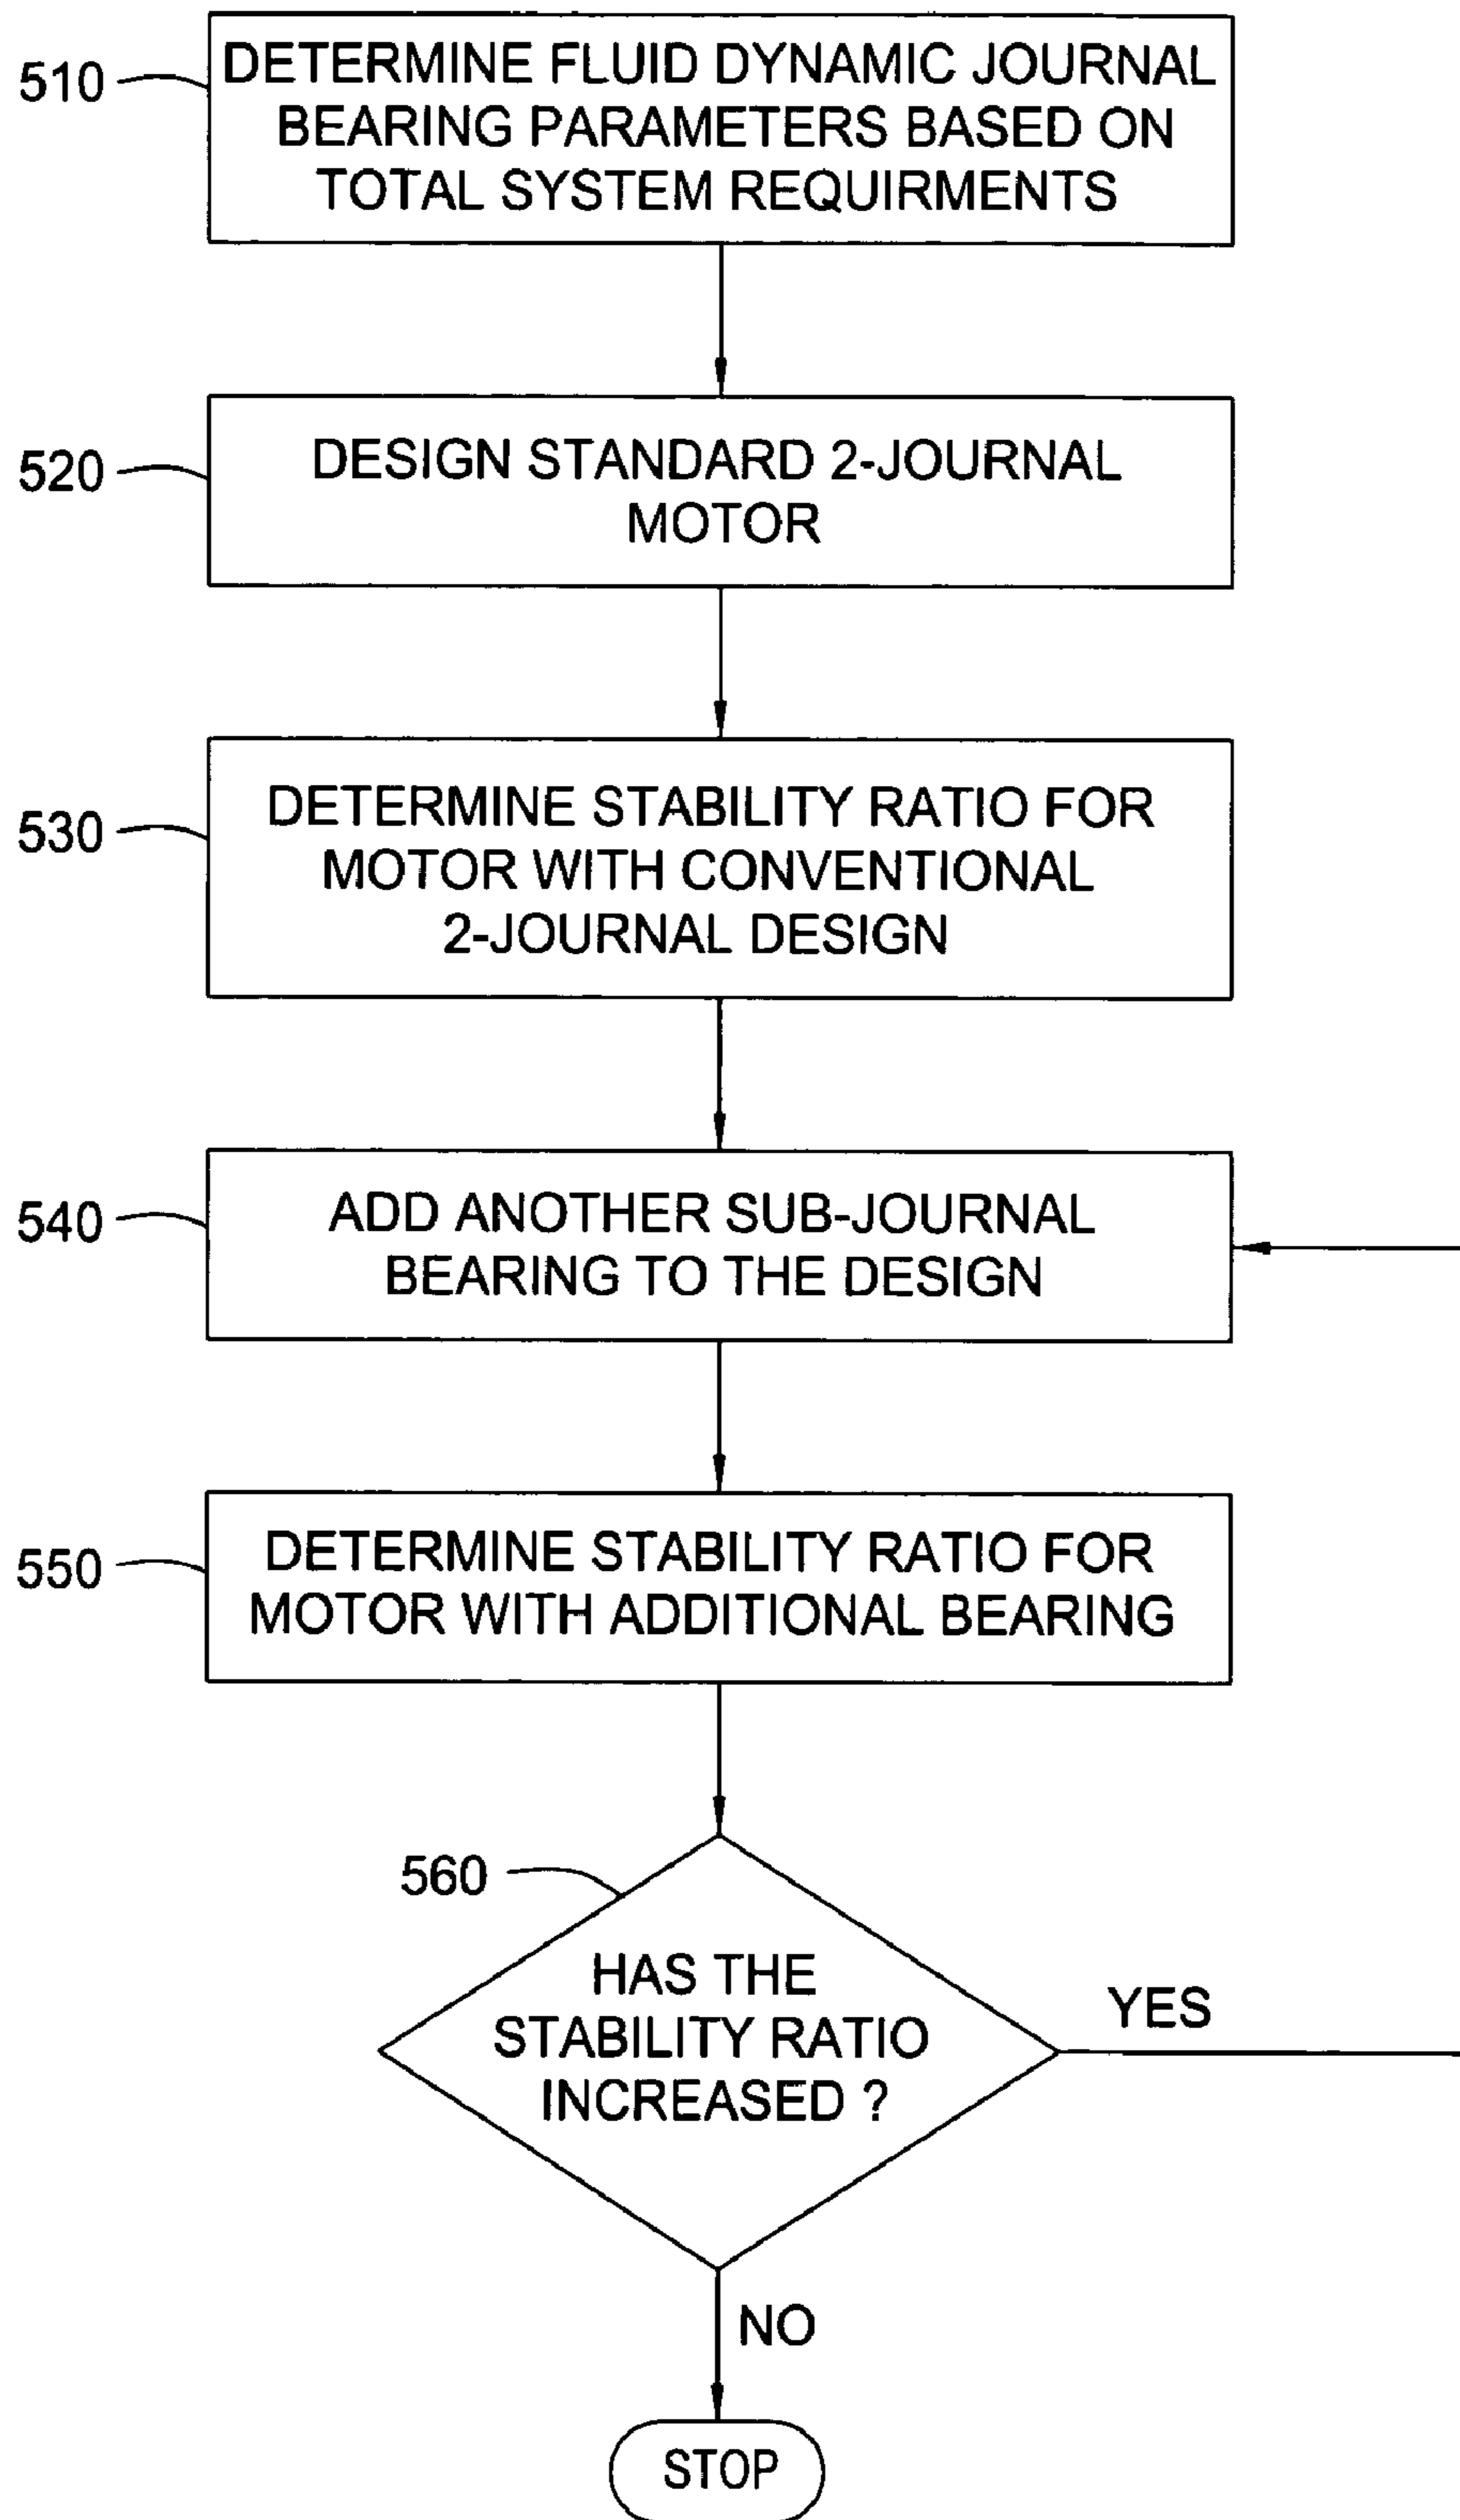 510
DETERMINE FLUID DYNAMIC JOURNAL
BEARING PARAMETERS BASED ON
TOTAL SYSTEM REQUIRMENTS
520
DESIGN STANDARD 2-JOURNAL
MOTOR
530
DETERMINE STABILITY RATIO FOR
MOTOR WITH CONVENTIONAL
2-JOURNAL DESIGN
540
ADD ANOTHER SUB-JOURNAL
BEARING TO THE DESIGN
550
DETERMINE STABILITY RATIO FOR
MOTOR WITH ADDITIONAL BEARING
560
HAS THE
STABILITY RATIO
INCREASED ?
YES
NO
STOP